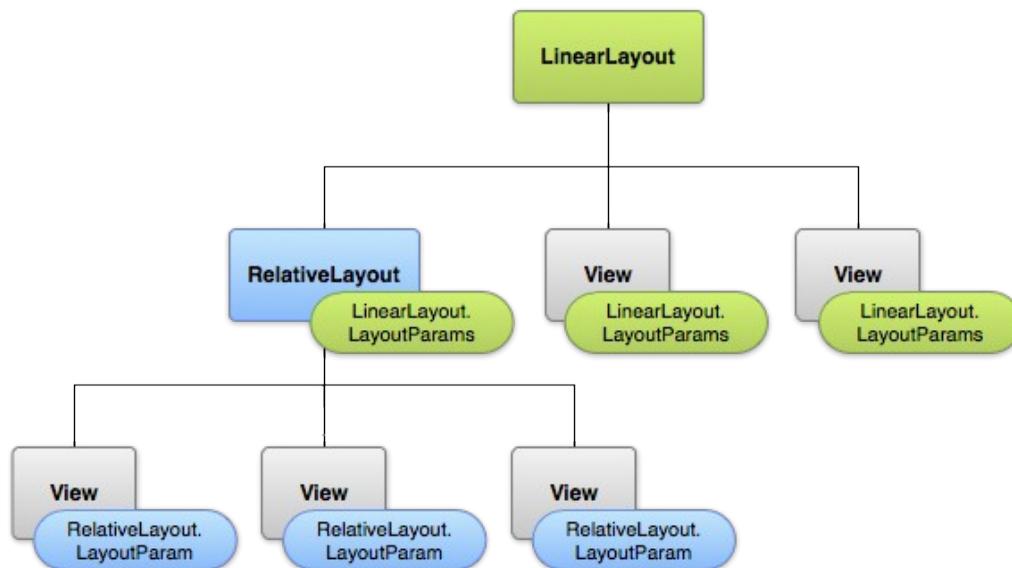 LinearLayout
RelativeLayout
LinearLayout.
LayoutParams
View
LinearLayout.
LayoutParams
View
LinearLayout.
LayoutParams
View
RelativeLayout.
LayoutParam
View
RelativeLayout.
LayoutParam
View
RelativeLayout.
LayoutParam